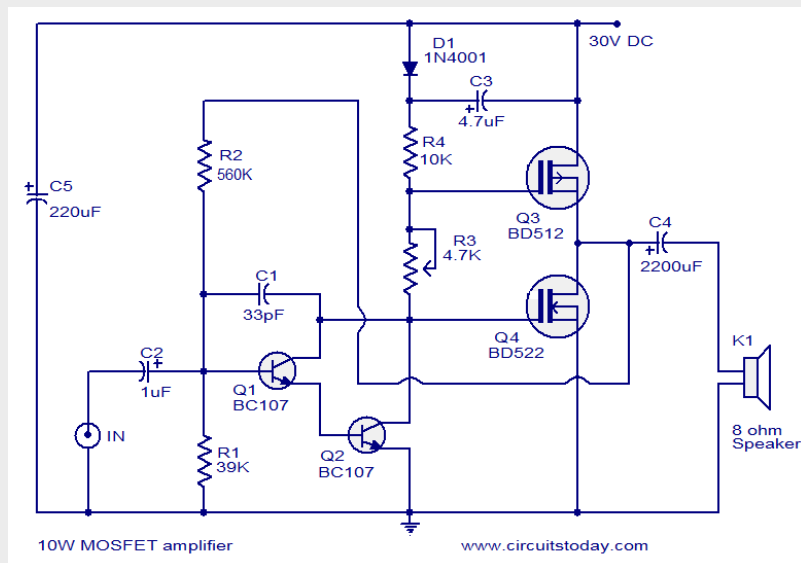 30V DC
D1
1N4001
C3
+
4.7uF
R4
10K
R2
560K
+
C5
220uF
Q3
BD512
C4
+
2200uF
R3
4.7K
C1
33pF
Q4
BD522
K1
C2
+
1uF
Q1
BC107
IN
R1
39K
Q2
BC107
8 ohm
Speaker
10W MOSFET amplifier
www.circuitstoday.com